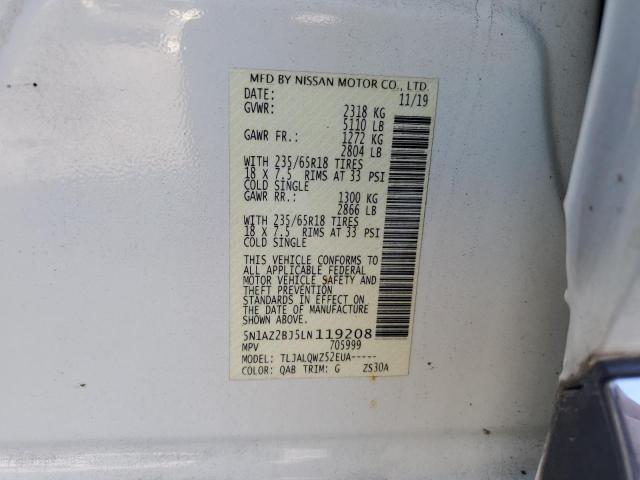 MFD BY NISSAN MOTOR CO., LTD.
DATE: 11/19
GVWR: 2318 KG
5110 LB
GAWR FR.: 1272 KG
2804 LB
WITH 235/65R18 TIRES
18 X 7.5 RIMS AT 33 PSI
COLD SINGLE
GAWR RR.: 1300 KG
2866 LB
WITH 235/65R18 TIRES
18 X 7.5 RIMS AT 33 PSI
COLD SINGLE
THIS VEHICLE CONFORMS TO
ALL APPLICABLE FEDERAL
MOTOR VEHICLE SAFETY AND
THEFT PREVENTION
STANDARDS IN EFFECT ON
THE DATE OF MANUFACTURE
SHOWN ABOVE.
5N1AZ2BJ5LN119208
MPV 705999
MODEL: TLJALQWZ52EUA-----
COLOR: QAB TRIM: G ZS30A